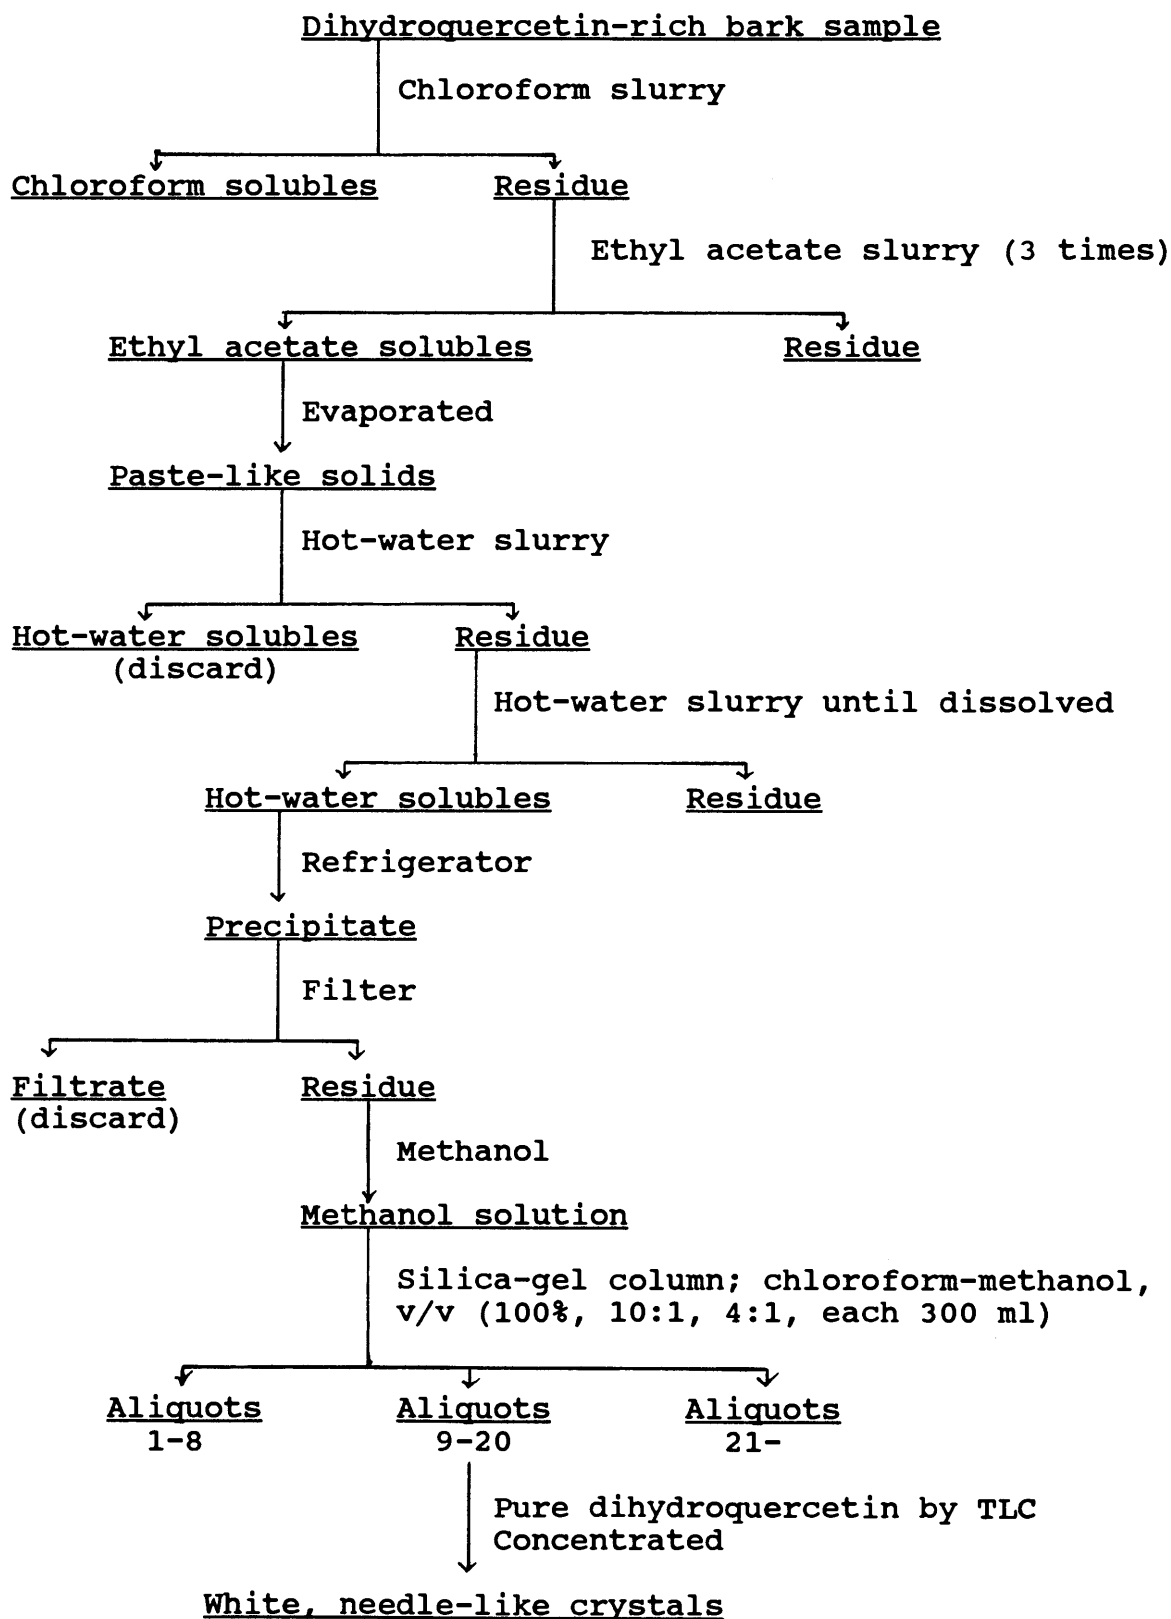 Dihydroquercetin-rich bark sample
Chloroform slurry
Chloroform solubles
Residue
Ethyl acetate slurry (3 times)
Ethyl acetate solubles
Residue
Evaporated
Paste-like solids
Hot-water slurry
Hot-water solubles
(discard)
Residue
Hot-water slurry until dissolved
Hot-water solubles
Residue
Refrigerator
Precipitate
Filter
Filtrate
(discard)
Residue
Methanol
Methanol solution
Silica-gel column; chloroform-methanol,
v/v (100%, 10:1, 4:1, each 300 ml)
Aliquots
1-8
Aliquots
9-20
Aliquots
21-
Pure dihydroquercetin by TLC
Concentrated
White, needle-like crystals